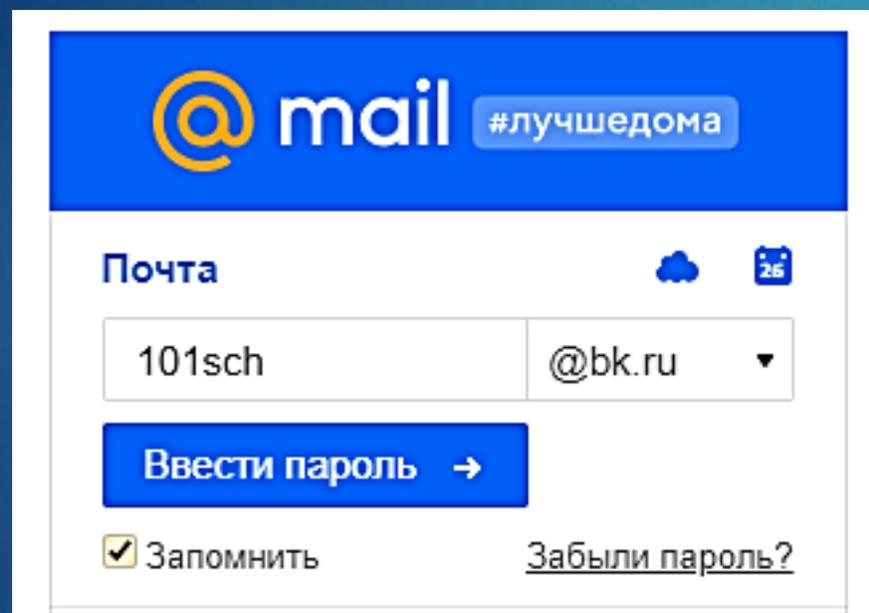 @ mail #лучшедома
Почта 26
101sch @bk.ru
Ввести пароль →
Запомнить Забыли пароль?